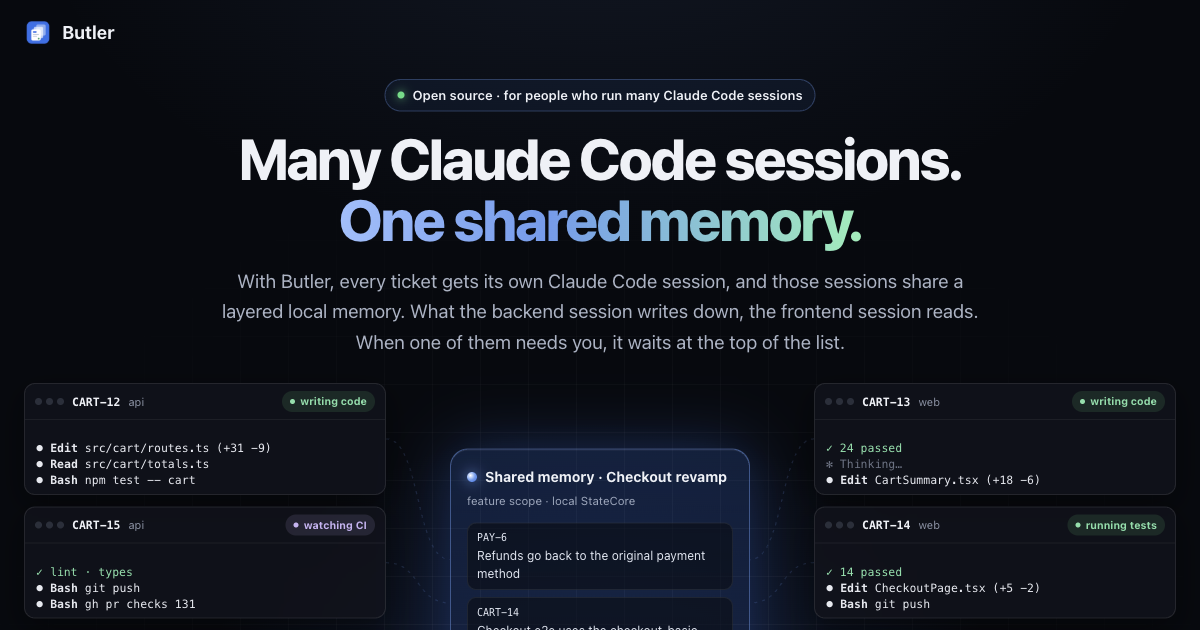 Butler
Open source · for people who run many Claude Code sessions
Many Claude Code sessions.
One shared memory.
With Butler, every ticket gets its own Claude Code session, and those sessions share a
layered local memory. What the backend session writes down, the frontend session reads.
When one of them needs you, it waits at the top of the list.
CART-12 api
writing code
● Edit src/cart/routes.ts (+31 −9)
● Read src/cart/totals.ts
● Bash npm test -- cart
CART-15 api
watching CI
✓ lint · types
● Bash git push
● Bash gh pr checks 131
Shared memory · Checkout revamp
feature scope · local StateCore
PAY-6
Refunds go back to the original payment
method
CART-14
Checkout e2e uses the checkout-basic
CART-13 web
writing code
✓ 24 passed
✻ Thinking…
● Edit CartSummary.tsx (+18 −6)
CART-14 web
running tests
✓ 14 passed
● Edit CheckoutPage.tsx (+5 −2)
● Bash git push